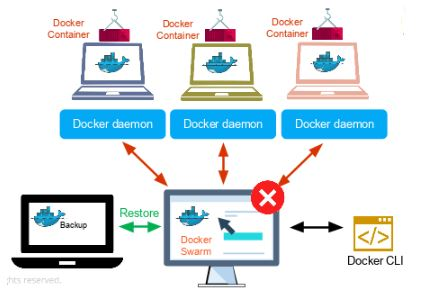 Docker
Container
Docker
Container
Docker
Container
Docker daemon
Docker daemon
Docker daemon
Restore
Backup
Docker
Swarm
</>
Docker CLI
ghts reserved.